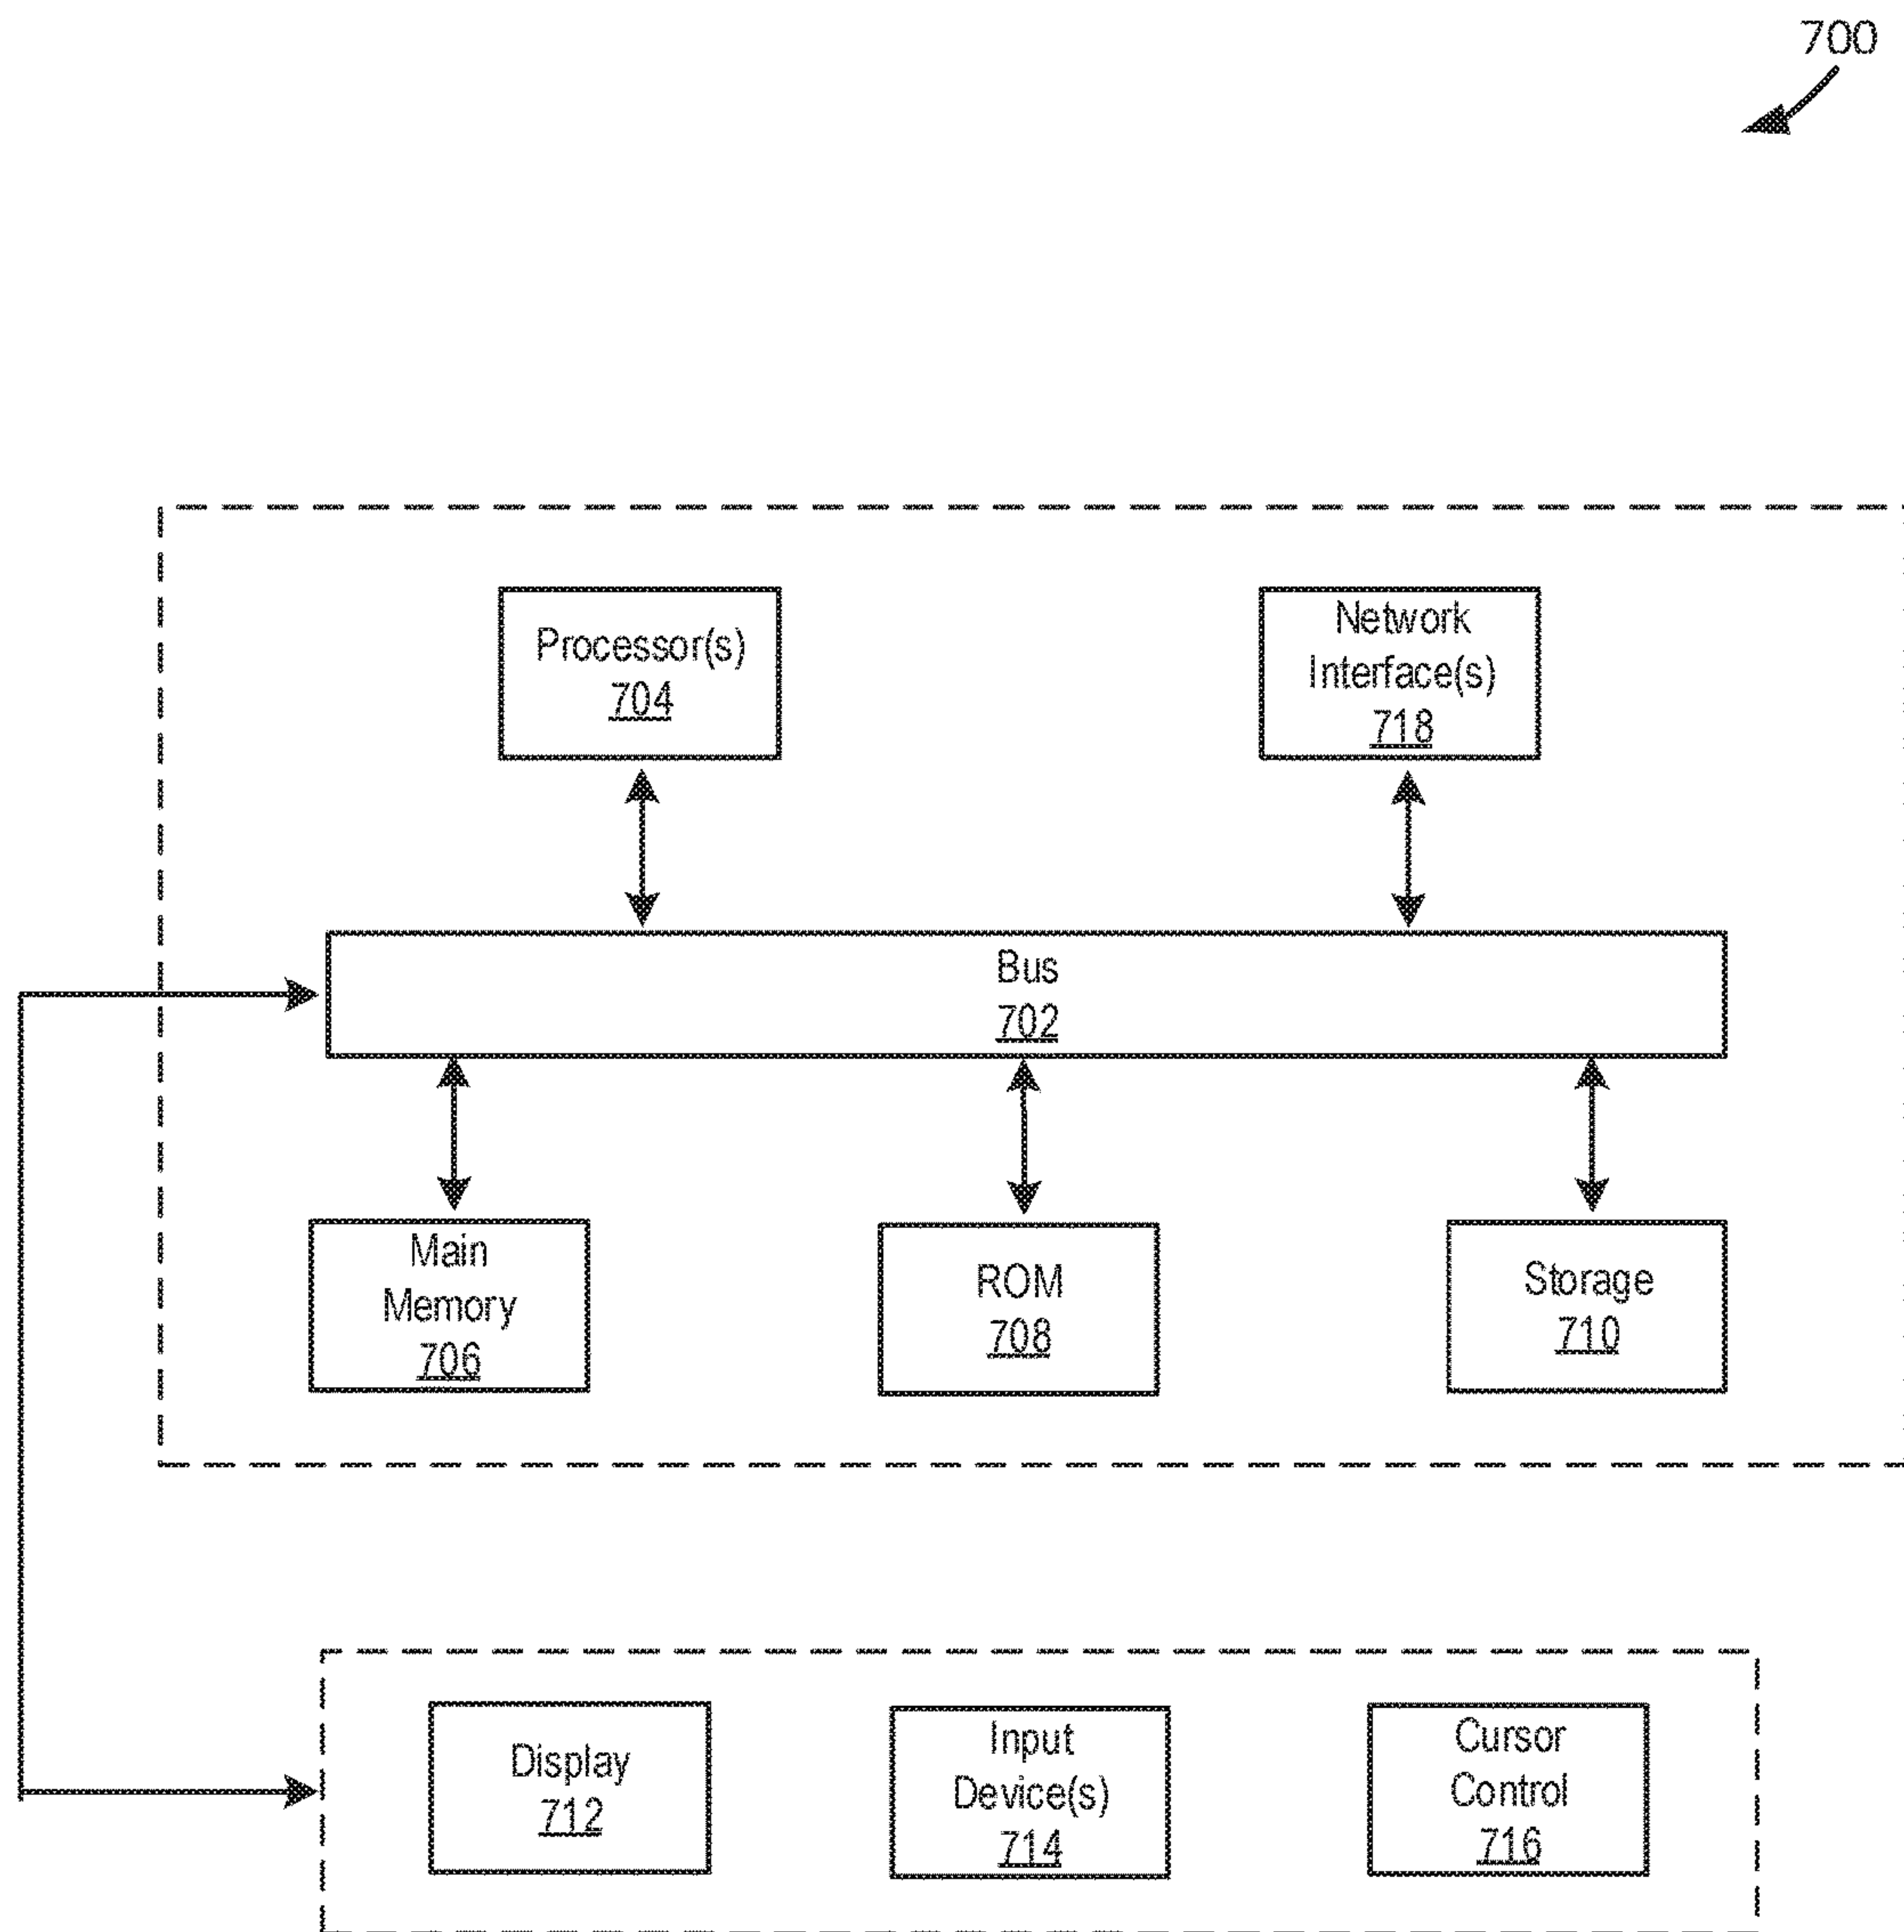 700
Processor(s)
704
Network
Interface(s)
718
Bus
702
Main
Memory
706
ROM
708
Storage
710
Display
712
Input
Device(s)
714
Cursor
Control
716